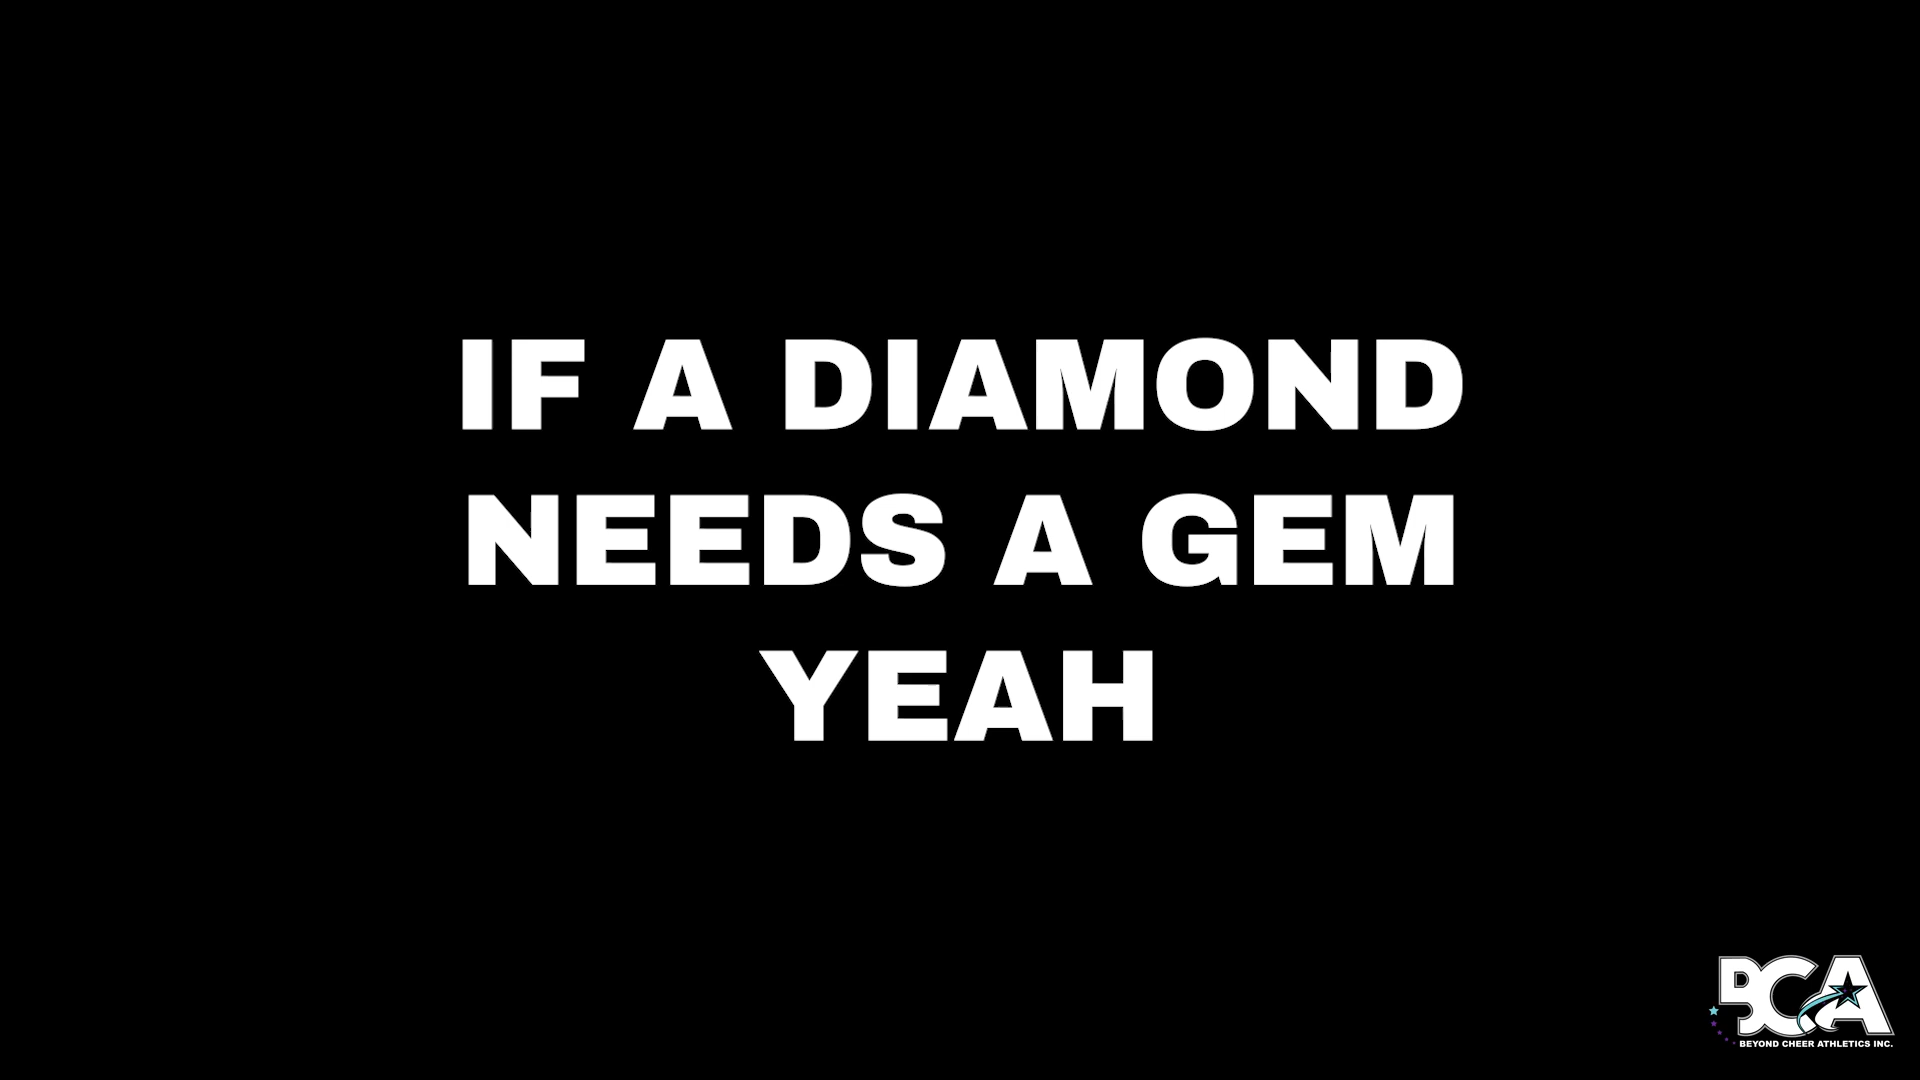 IF A DIAMOND
NEEDS A GEM
YEAH
BCA
BEYOND CHEER ATHLETICS INC.